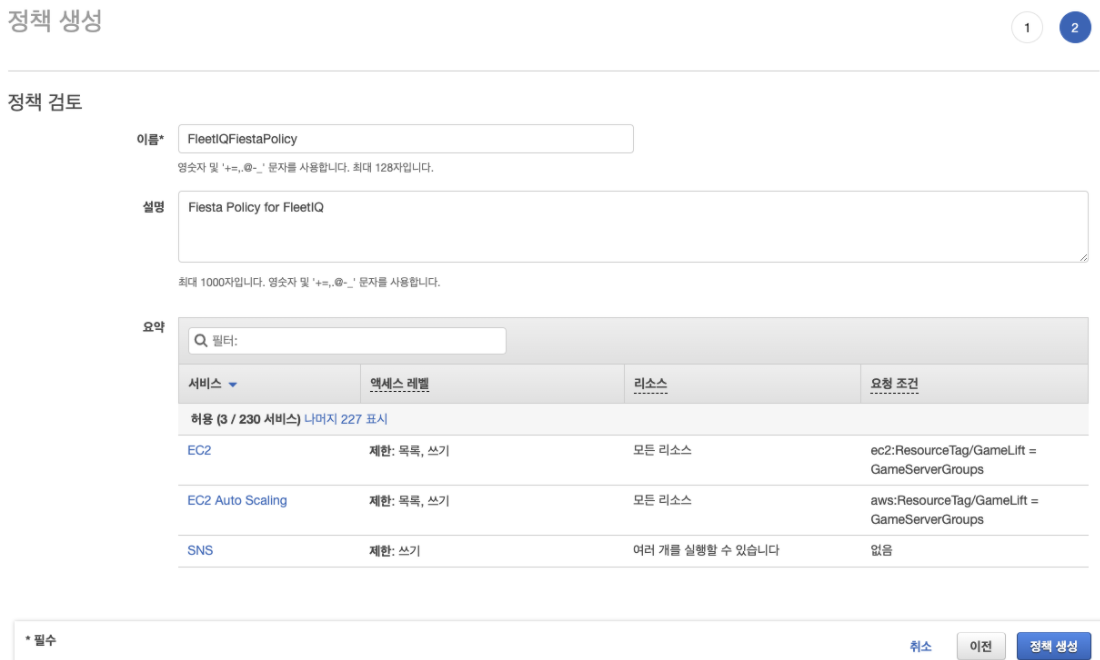 정책 생성
1
2
정책 검토
이름*
FleetIQFiestaPolicy
영숫자 및 '+=,.@-_' 문자를 사용합니다. 최대 128자입니다.
설명
Fiesta Policy for FleetIQ
최대 1000자입니다. 영숫자 및 '+=,.@-_' 문자를 사용합니다.
요약
필터:
서비스 액세스 레벨 리소스 요청 조건
허용 (3 / 230 서비스) 나머지 227 표시
EC2 제한: 목록, 쓰기 모든 리소스 ec2:ResourceTag/GameLift =
GameServerGroups
EC2 Auto Scaling 제한: 목록, 쓰기 모든 리소스 aws:ResourceTag/GameLift =
GameServerGroups
SNS 제한: 쓰기 여러 개를 실행할 수 있습니다 없음
* 필수
취소 이전 정책 생성